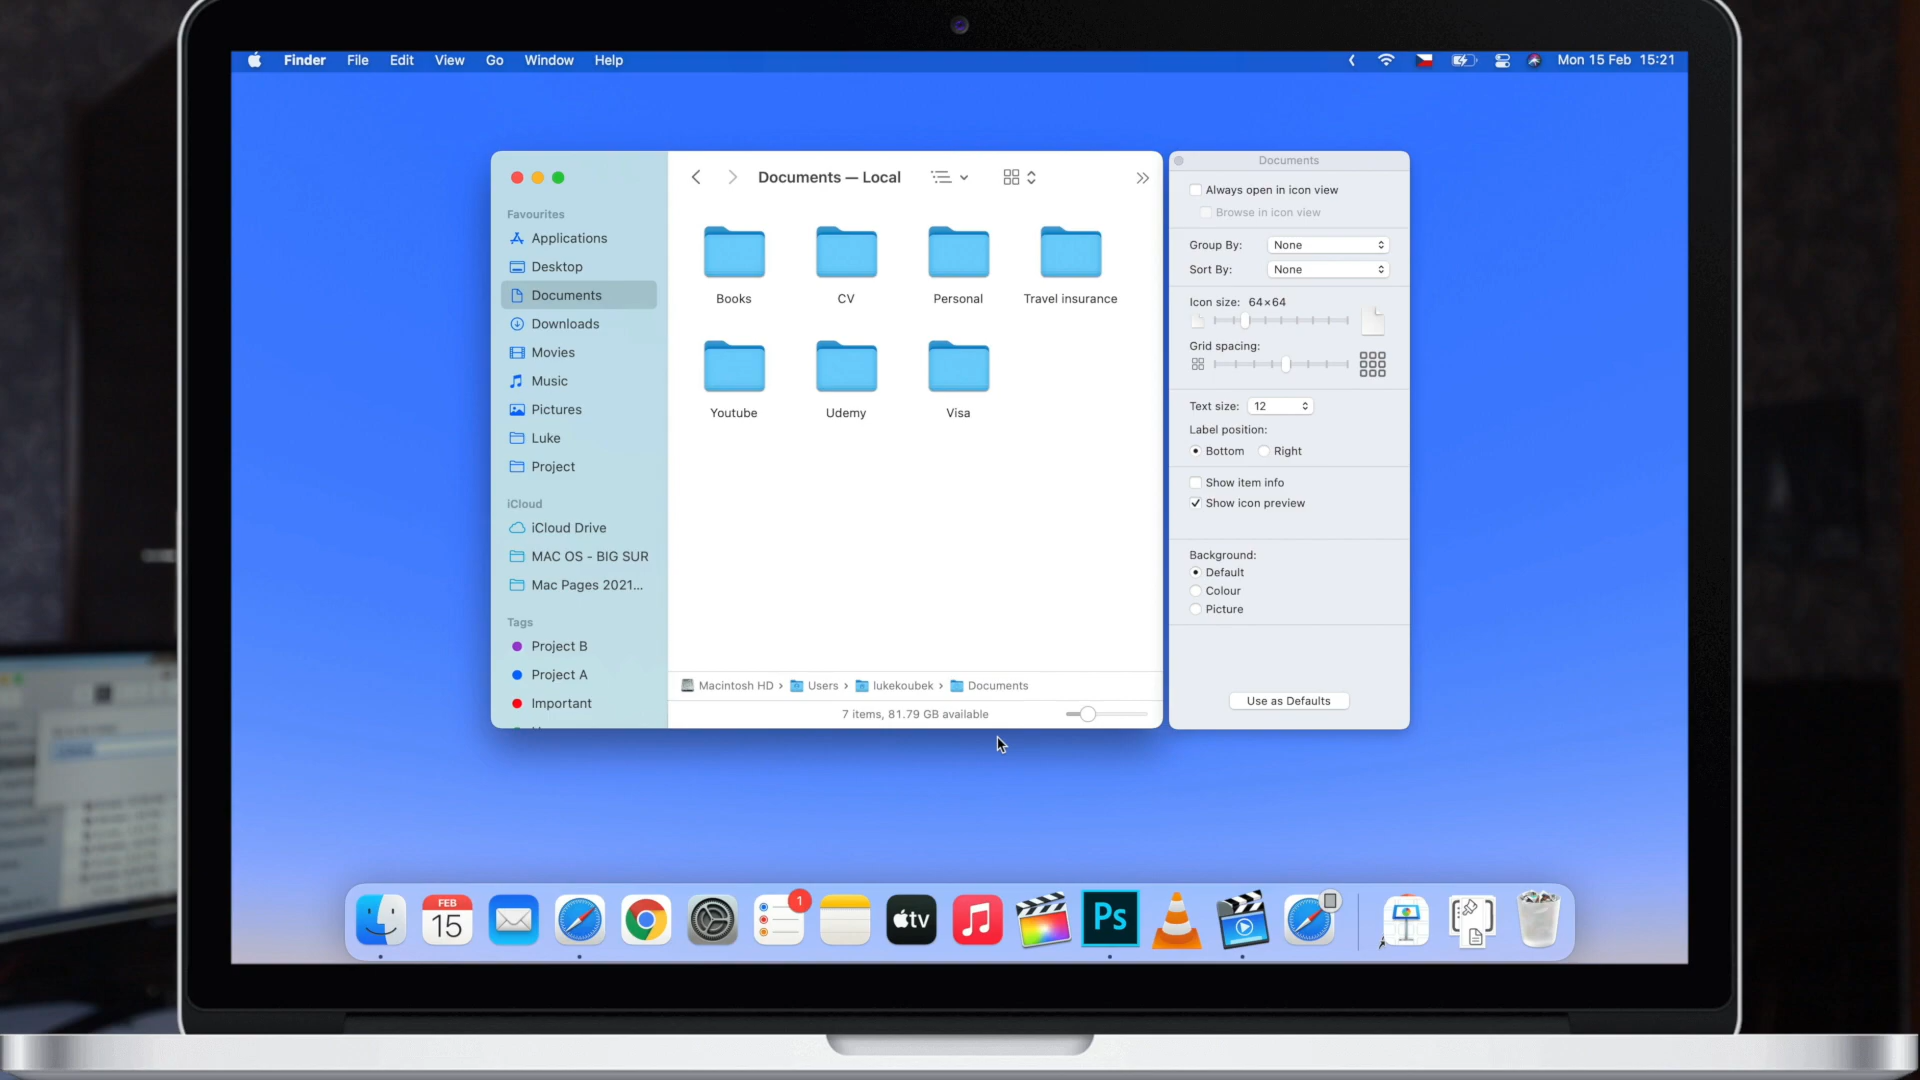 Finder File Edit View Go Window Help
Mon 15 Feb 15:21
Documents — Local
Favourites
Applications
Desktop
Documents
Downloads
Movies
Music
Pictures
Luke
Project
iCloud
iCloud Drive
MAC OS - BIG SUR
Mac Pages 2021...
Tags
Project B
Project A
Important
Books
CV
Personal
Travel insurance
Youtube
Udemy
Visa
Macintosh HD › Users › lukekoubek › Documents
7 items, 81.79 GB available
Documents
Always open in icon view
Browse in icon view
Group By: None
Sort By: None
Icon size: 64×64
Grid spacing:
Text size: 12
Label position:
Bottom Right
Show item info
Show icon preview
Background:
Default
Colour
Picture
Use as Defaults
FEB
15
1
tv
Ps